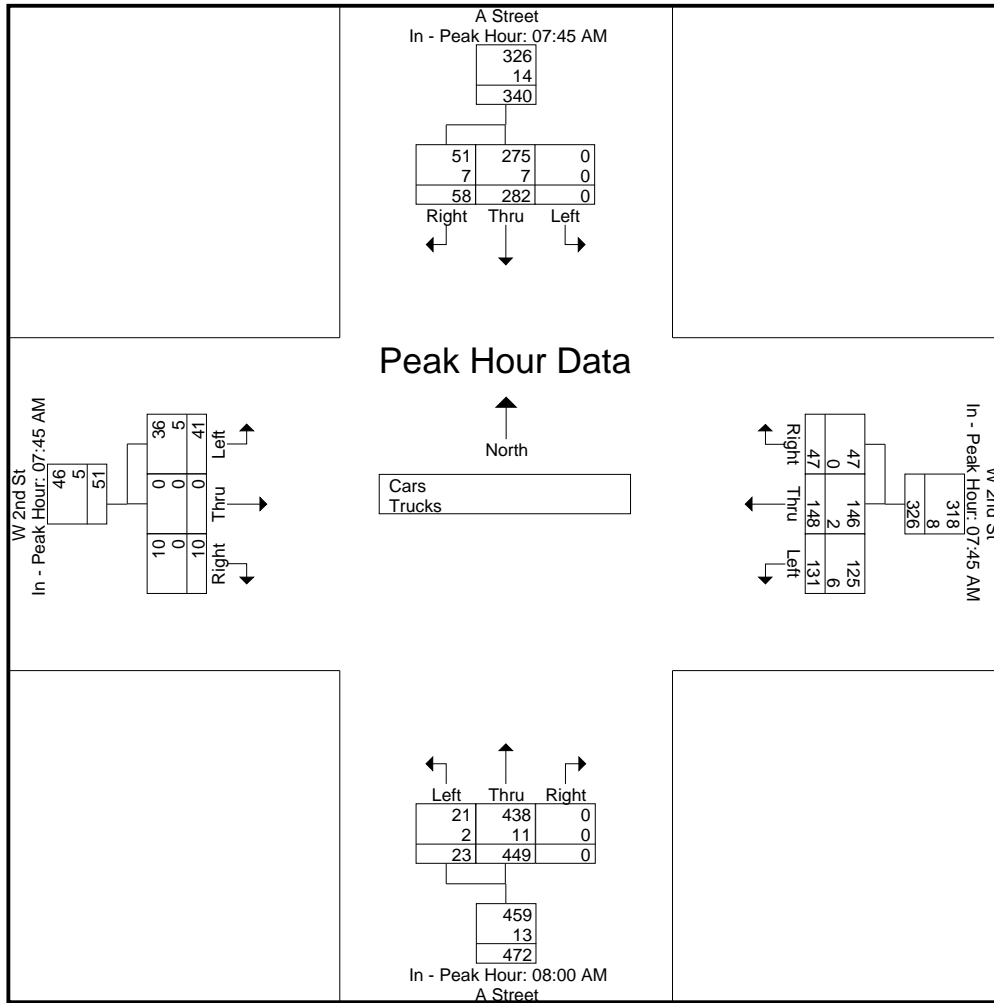 A Street
In - Peak Hour: 07:45 AM
326
14
340
51 275 0
7 7 0
58 282 0
Right Thru Left
Peak Hour Data
North
Cars
Trucks
W 2nd St
In - Peak Hour: 07:45 AM
46
5
51
36 5 41
Left
0 0 0
Thru
10 0 10
Right
Right
47 0 47
Thru
148 2 146
Left
131 6 125
318
8
326
In - Peak Hour: 07:45 AM
W 2nd St
Left Thru Right
21 438 0
2 11 0
23 449 0
459
13
472
In - Peak Hour: 08:00 AM
A Street